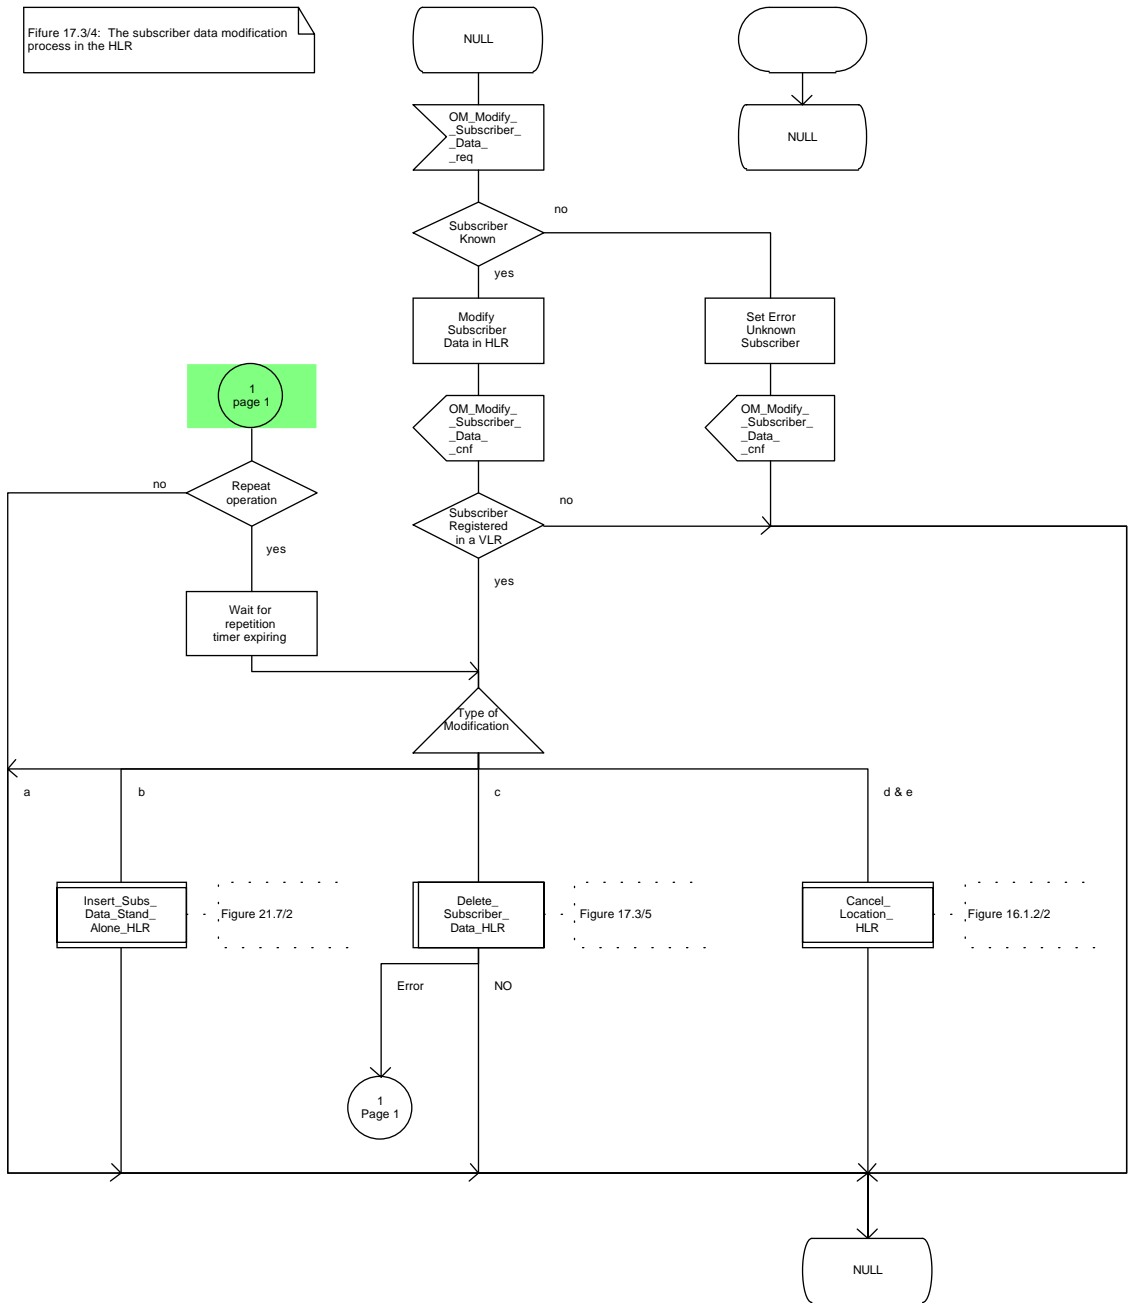 Fifure 17.3/4:  The subscriber data modification
process in the HLR
NULL
NULL
OM_Modify_
_Subscriber_
_Data_
_req
Subscriber
Known
no
yes
Modify
Subscriber
Data in HLR
Set Error
Unknown
Subscriber
1
page 1
OM_Modify_
_Subscriber_
_Data_
_cnf
OM_Modify_
_Subscriber_
_Data_
_cnf
Repeat
operation
no
yes
Subscriber
Registered
in a VLR
no
yes
Wait for
repetition
timer expiring
Type of
Modification
a
b
c
d & e
Insert_Subs_
Data_Stand_
Alone_HLR
Figure 21.7/2
Delete_
Subscriber_
Data_HLR
Figure 17.3/5
Cancel_
Location_
HLR
Figure 16.1.2/2
Error
NO
1
Page 1
NULL